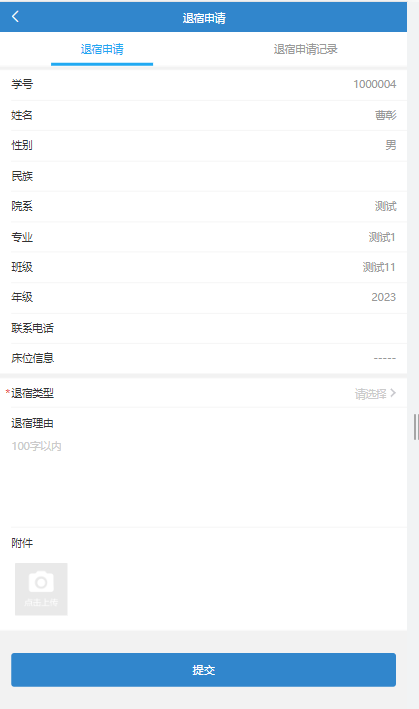 退宿申请
退宿申请 退宿申请记录
学号 1000004
姓名 曹彰
性别 男
民族
院系 测试
专业 测试1
班级 测试11
年级 2023
联系电话
床位信息 -----
*退宿类型 请选择
退宿理由
100字以内
附件
点击上传
提交